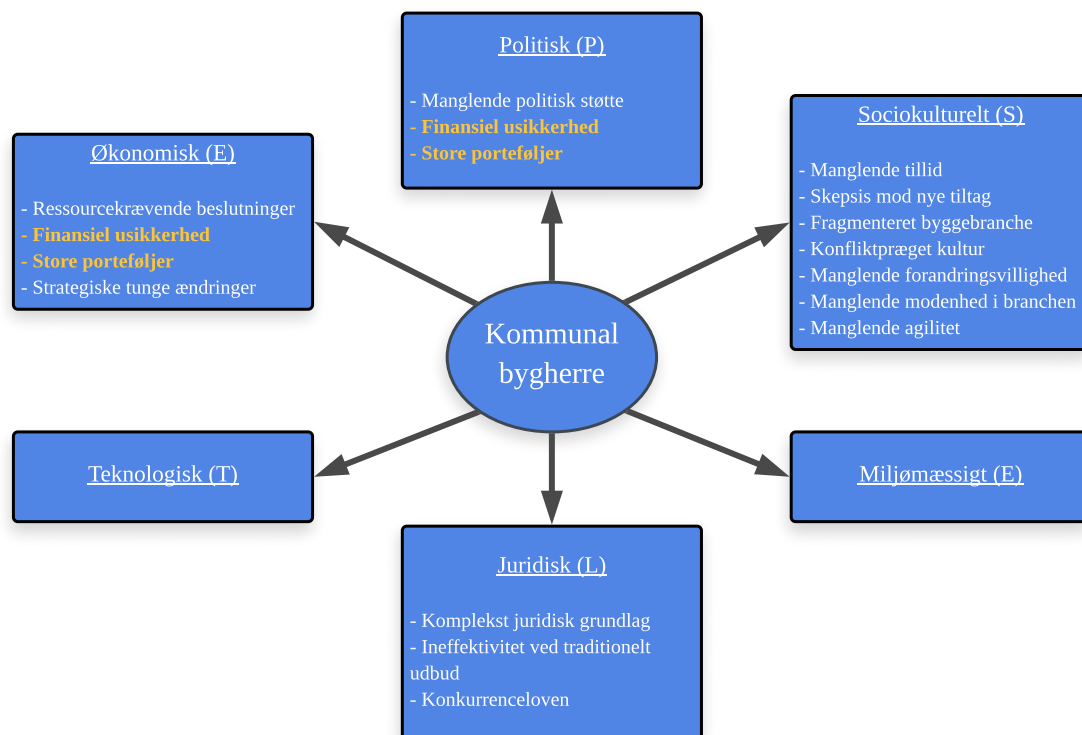 Politisk (P)
- Manglende politisk støtte
- Finansiel usikkerhed
- Store porteføljer
Sociokulturelt (S)
- Manglende tillid
- Skepsis mod nye tiltag
- Fragmenteret byggebranche
- Konfliktpræget kultur
- Manglende forandringsvillighed
- Manglende modenhed i branchen
- Manglende agilitet
Økonomisk (E)
- Ressourcekrævende beslutninger
- Finansiel usikkerhed
- Store porteføljer
- Strategiske tunge ændringer
Kommunal
bygherre
Teknologisk (T)
Miljømæssigt (E)
Juridisk (L)
- Komplekst juridisk grundlag
- Ineffektivitet ved traditionelt
udbud
- Konkurrenceloven